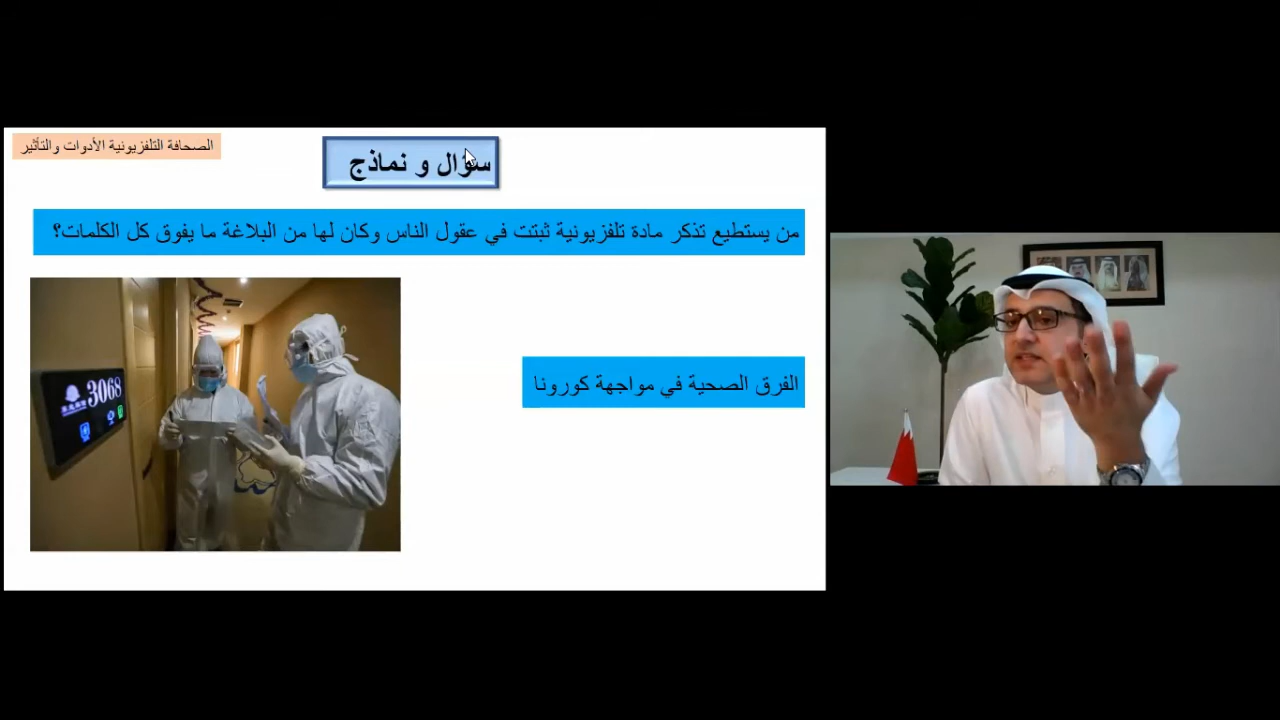 الصحافة التلفزيونية الأدوات والتأثير
سؤال و نماذج
من يستطيع تذكر مادة تلفزيونية ثبتت في عقول الناس وكان لها من البلاغة ما يفوق كل الكلمات؟
الفرق الصحية في مواجهة كورونا
3068